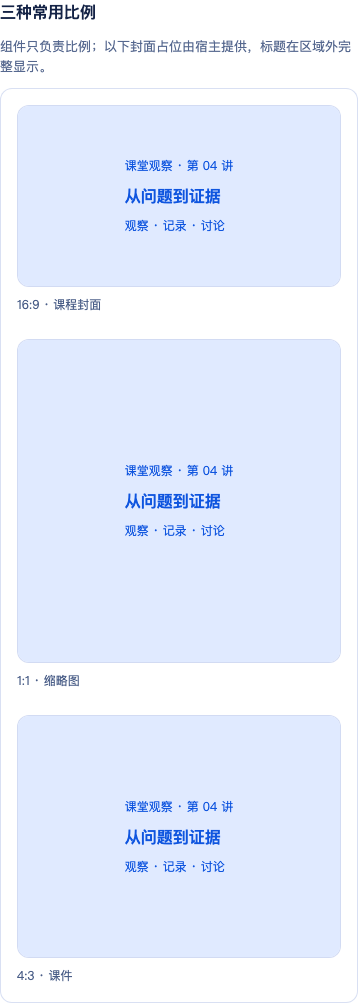 三种常用比例
组件只负责比例；以下封面占位由宿主提供，标题在区域外完
整显示。
课堂观察 · 第 04 讲
从问题到证据
观察 · 记录 · 讨论
16:9 · 课程封面
课堂观察 · 第 04 讲
从问题到证据
观察 · 记录 · 讨论
1:1 · 缩略图
课堂观察 · 第 04 讲
从问题到证据
观察 · 记录 · 讨论
4:3 · 课件